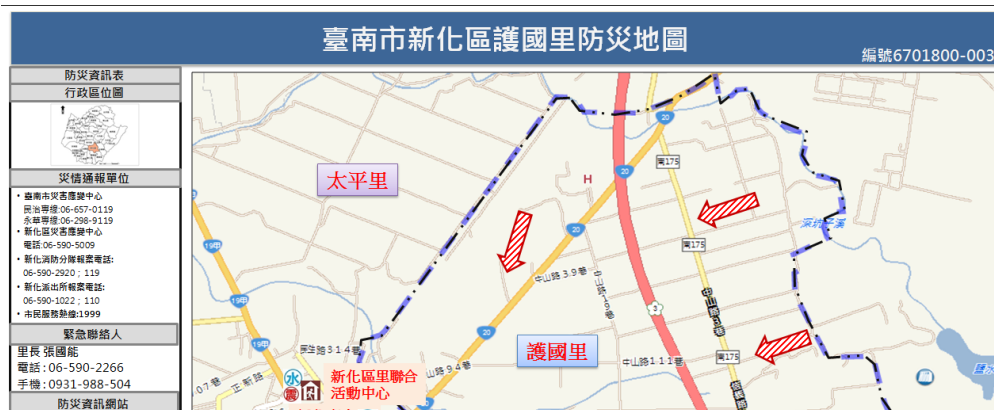 臺南市新化區護國里防災地圖
編號6701800-003
防災資訊表
行政區位圖
災情通報單位
・臺南市災害應變中心
民治專線:06-657-0119
永華專線:06-298-9119
・新化區災害應變中心
電話:06-590-5009
・新化消防分隊報案電話:
06-590-2920；119
・新化派出所報案電話:
06-590-1022；110
・市民服務熱線:1999
緊急聯絡人
里長 張國能
電話:06-590-2266
手機:0931-988-504
防災資訊網站
太平里
護國里
20
20
20
20
南175
南175
南175
H
19甲
19甲
19甲
3
中山路39巷
中山路94巷
中山路111巷
正新路
水
震
新化區里聯合
活動中心